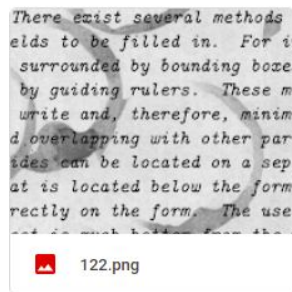 There exist several methods
elds to be filled in. For i
surrounded by bounding boxe
by guiding rulers. These m
write and, therefore, minim
d overlapping with other par
ides can be located on a sep
at is located below the form
rectly on the form. The use
122.png